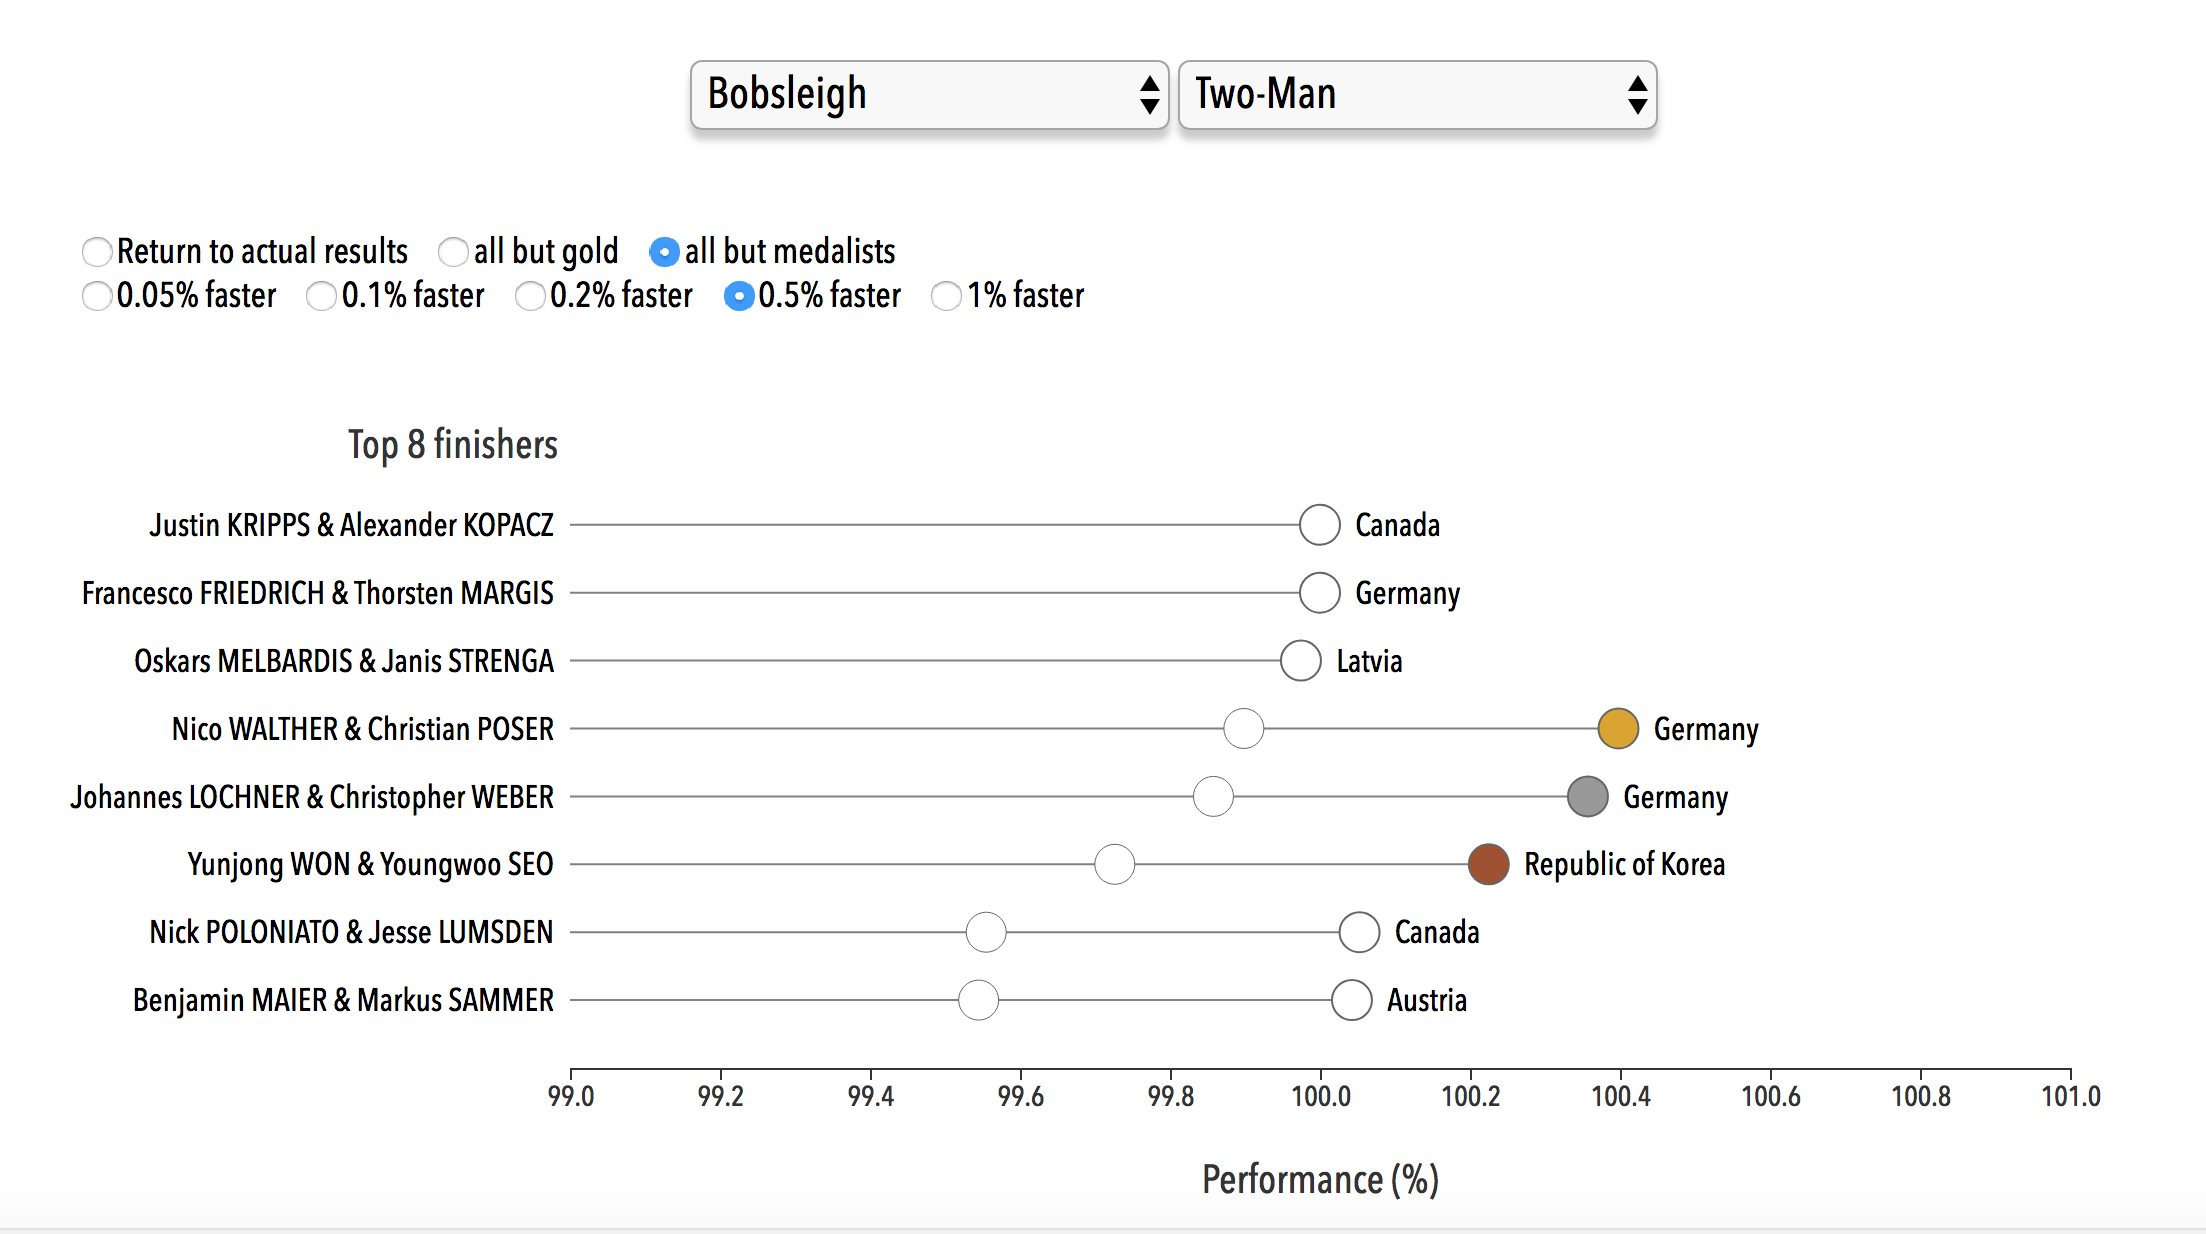 Bobsleigh Two-Man
Return to actual results all but gold all but medalists
0.05% faster 0.1% faster 0.2% faster 0.5% faster 1% faster
Top 8 finishers
Justin KRIPPS & Alexander KOPACZ Canada
Francesco FRIEDRICH & Thorsten MARGIS Germany
Oskars MELBARDIS & Janis STRENGA Latvia
Nico WALTHER & Christian POSER Germany
Johannes LOCHNER & Christopher WEBER Germany
Yunjong WON & Youngwoo SEO Republic of Korea
Nick POLONIATO & Jesse LUMSDEN Canada
Benjamin MAIER & Markus SAMMER Austria
99.0 99.2 99.4 99.6 99.8 100.0 100.2 100.4 100.6 100.8 101.0
Performance (%)